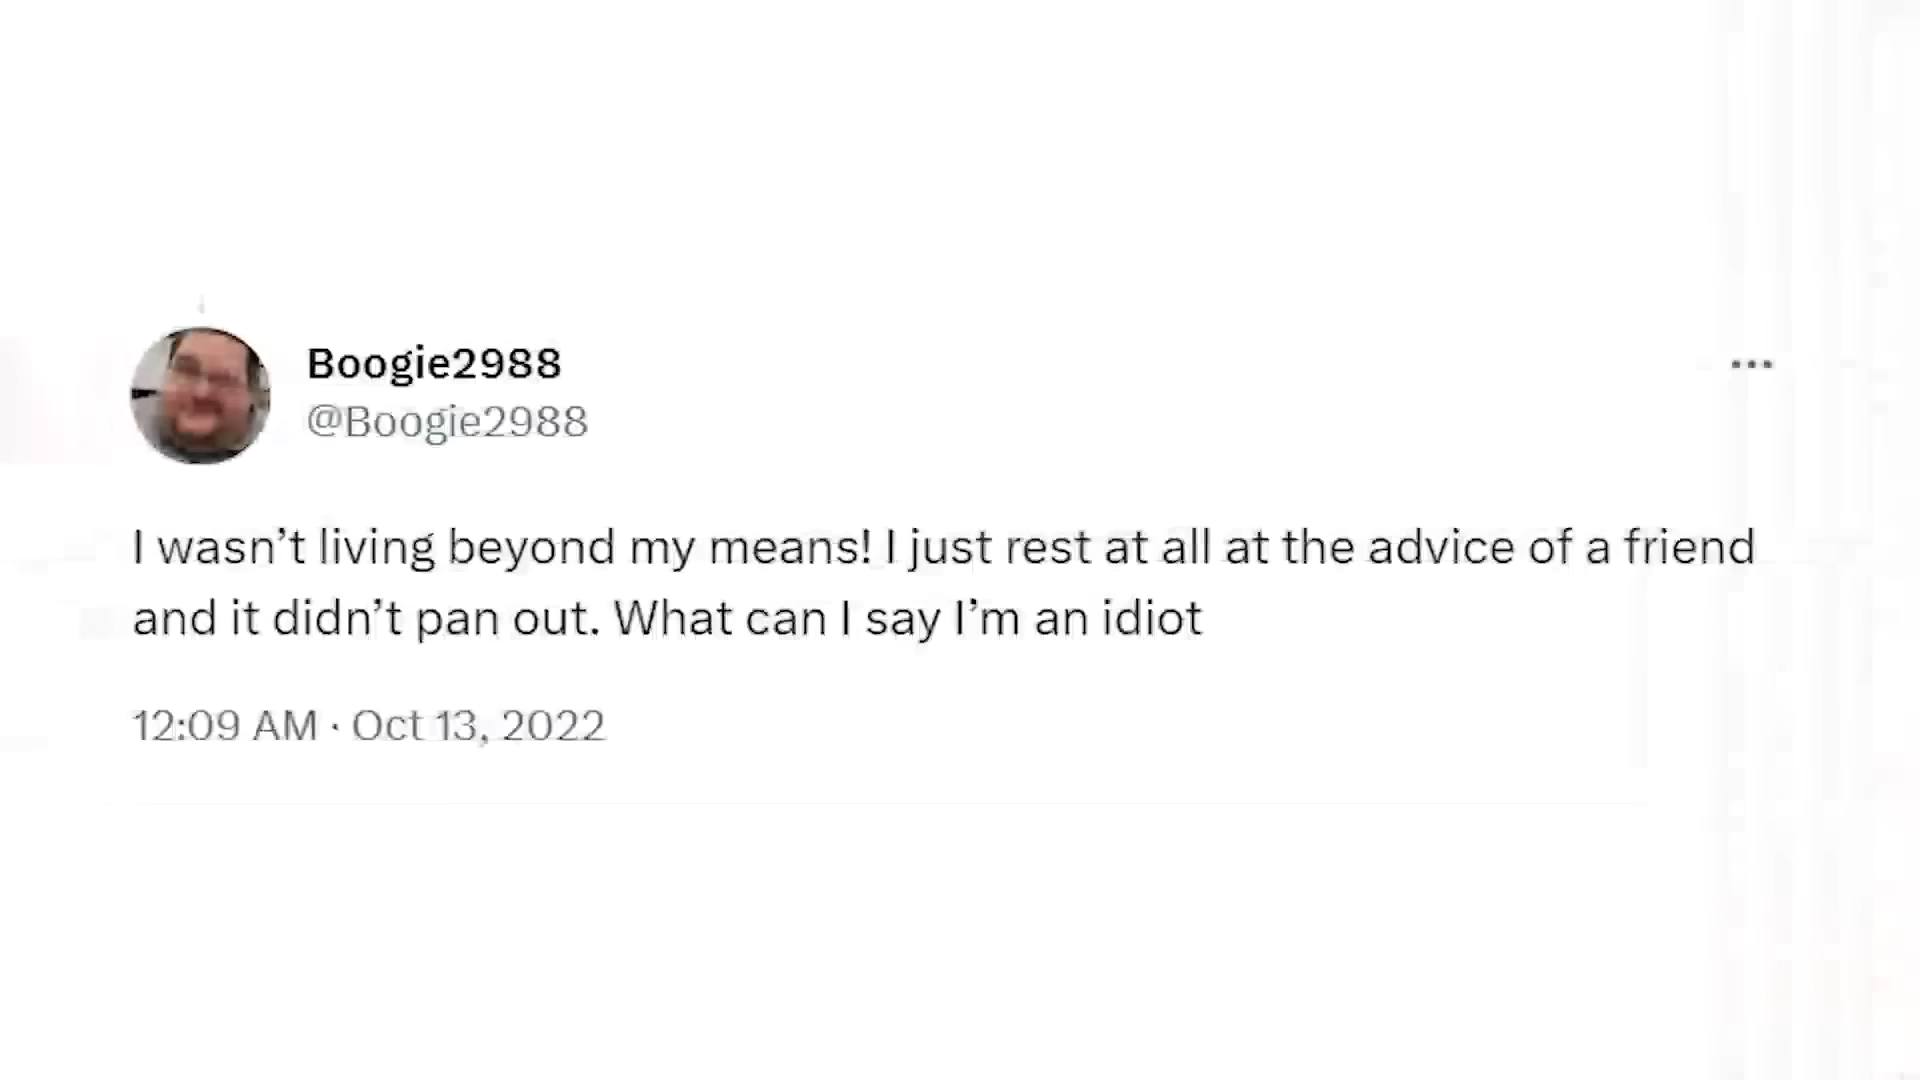 Boogie2988
@Boogie2988
I wasn’t living beyond my means! I just rest at all at the advice of a friend
and it didn’t pan out. What can I say I’m an idiot
12:09 AM · Oct 13, 2022